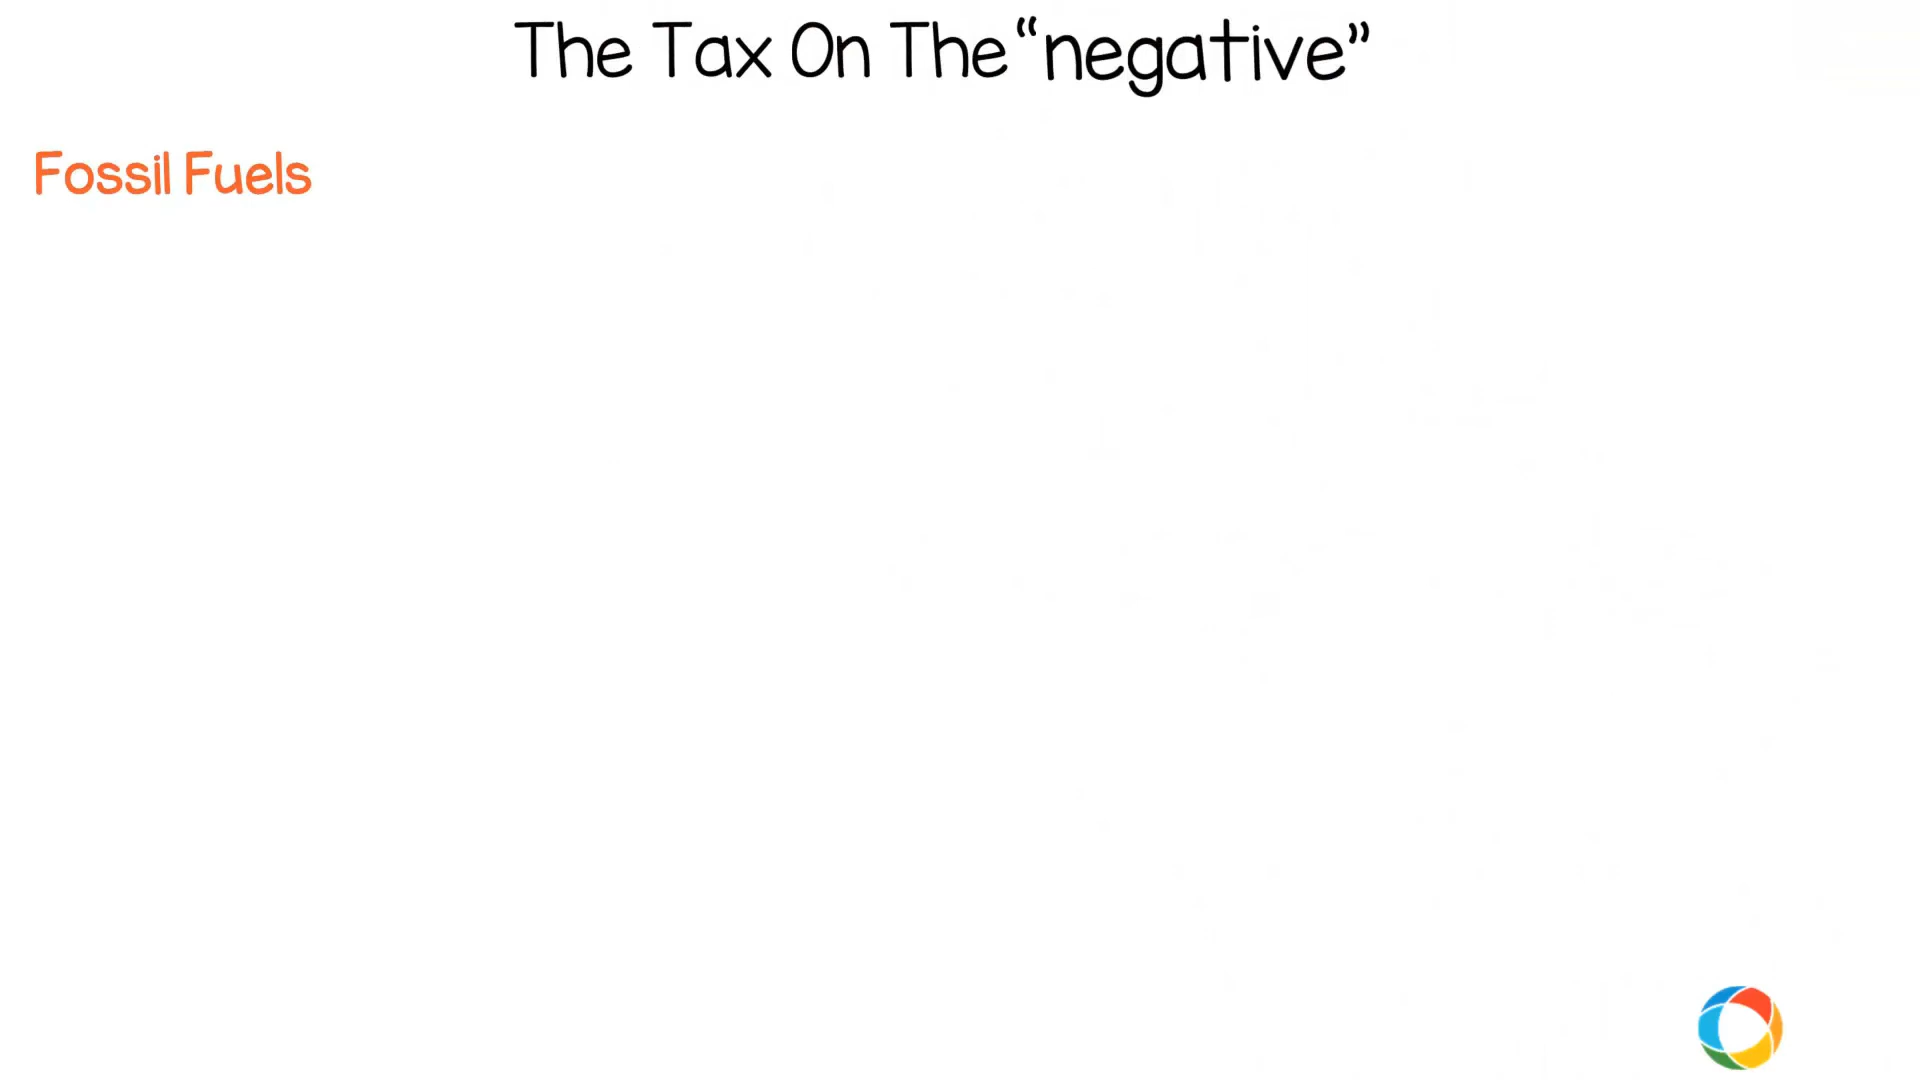 The Tax On The “negative”
Fossil Fuels